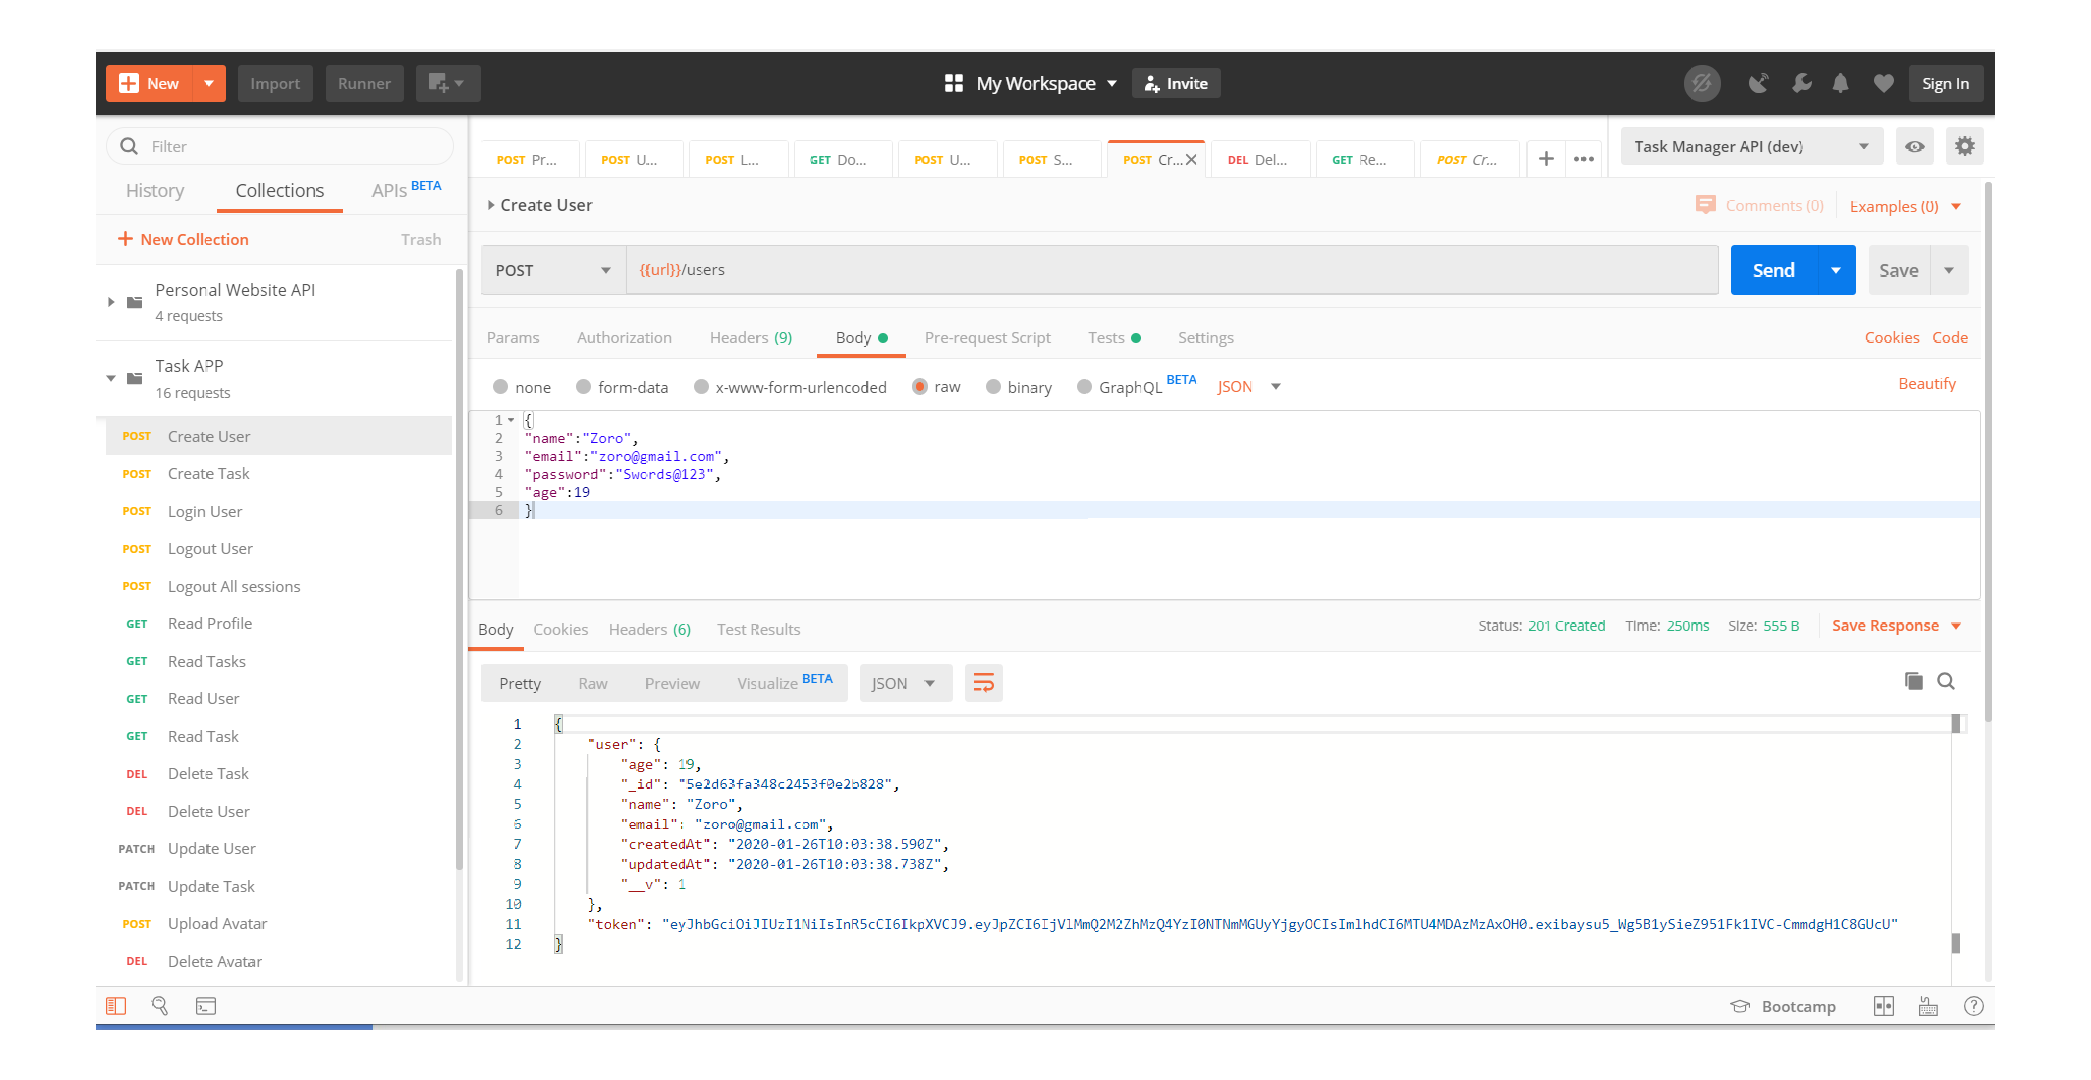 New Import Runner My Workspace Invite Sign In
Filter
History Collections APIs BETA
New Collection Trash
Personal Website API
4 requests
Task APP
16 requests
POST Create User
POST Create Task
POST Login User
POST Logout User
POST Logout All sessions
GET Read Profile
GET Read Tasks
GET Read User
GET Read Task
DEL Delete Task
DEL Delete User
PATCH Update User
PATCH Update Task
POST Upload Avatar
DEL Delete Avatar
POST Pr... POST U... POST L... GET Do... POST U... POST S... POST Cr... DEL Del... GET Re... POST Cr... Task Manager API (dev)
Create User Comments (0) Examples (0)
POST {{url}}/users Send Save
Params Authorization Headers (9) Body Pre-request Script Tests Settings Cookies Code
none form-data x-www-form-urlencoded raw binary GraphQL BETA JSON Beautify
1 {
2 "name":"Zoro",
3 "email":"zoro@gmail.com",
4 "password":"Swords@123",
5 "age":19
6 }
Body Cookies Headers (6) Test Results Status: 201 Created Time: 250ms Size: 555 B Save Response
Pretty Raw Preview Visualize BETA JSON
1 {
2 "user": {
3 "age": 19,
4 "_id": "5e2d63fa348c2453f0e2b828",
5 "name": "Zoro",
6 "email": "zoro@gmail.com",
7 "createdAt": "2020-01-26T10:03:38.590Z",
8 "updatedAt": "2020-01-26T10:03:38.738Z",
9 "__v": 1
10 },
11 "token": "eyJhbGciOiJIUzI1NiIsInR5cCI6IkpXVCJ9.eyJpZCI6IjVlMmQ2M2ZhMzQ4YzI0NTNmMGUyYjgyOCIsImlhdCI6MTU4MDAzMzAxOH0.exibaysu5_Wg5B1ySieZ951Fk1IVC-CmmdgH1C8GUcU"
12 }
Bootcamp